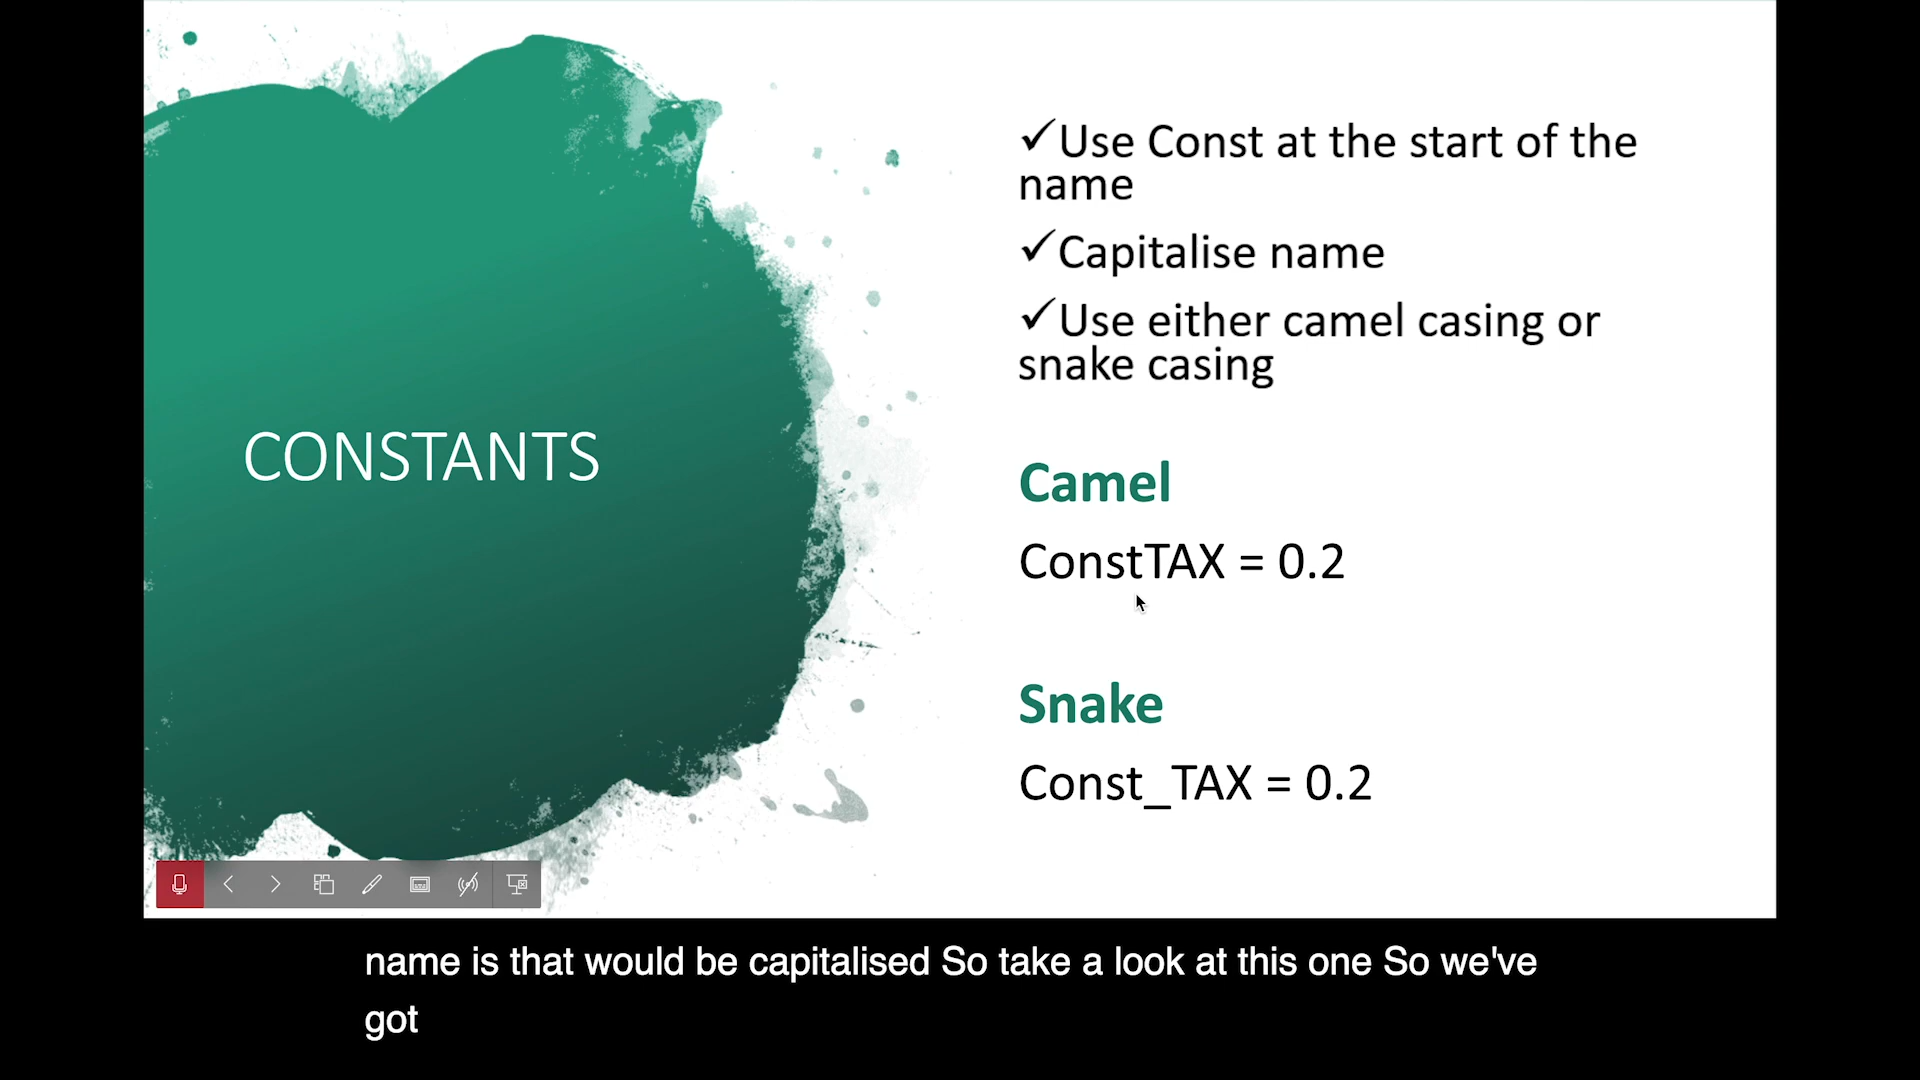 CONSTANTS
✓Use Const at the start of the
name
✓Capitalise name
✓Use either camel casing or
snake casing
Camel
ConstTAX = 0.2
Snake
Const_TAX = 0.2
name is that would be capitalised So take a look at this one So we've
got